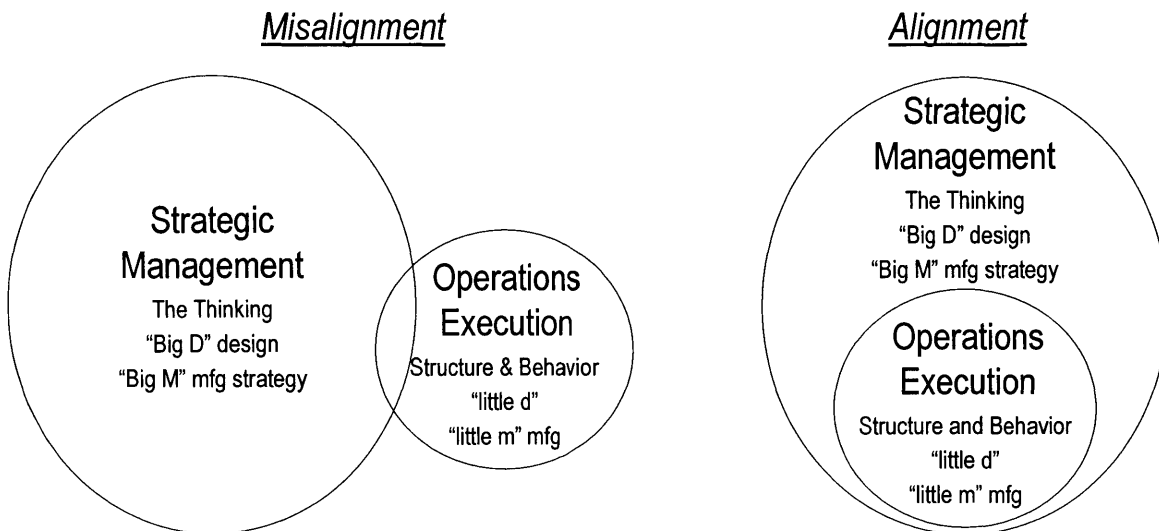 Misalignment
Strategic
Management
The Thinking
“Big D” design
“Big M” mfg strategy
Operations
Execution
Structure & Behavior
“little d”
“little m” mfg
Alignment
Strategic
Management
The Thinking
“Big D” design
“Big M” mfg strategy
Operations
Execution
Structure and Behavior
“little d”
“little m” mfg